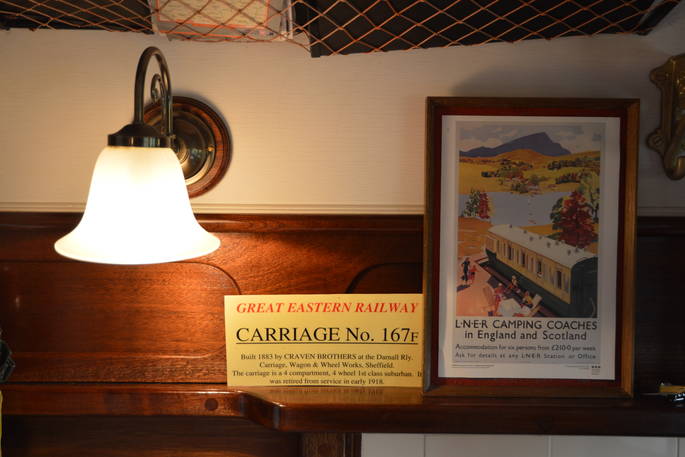 GREAT EASTERN RAILWAY
CARRIAGE No. 167F
Built 1883 by CRAVEN BROTHERS at the Darnall Rly.
Carriage, Wagon & Wheel Works, Sheffield.
The carriage is a 4 compartment, 4 wheel 1st class suburban. It
was retired from service in early 1918.
L·N·E·R CAMPING COACHES
in England and Scotland
Accommodation for six persons from £2·10·0 per week
Ask for details at any L·N·E·R Station or Office